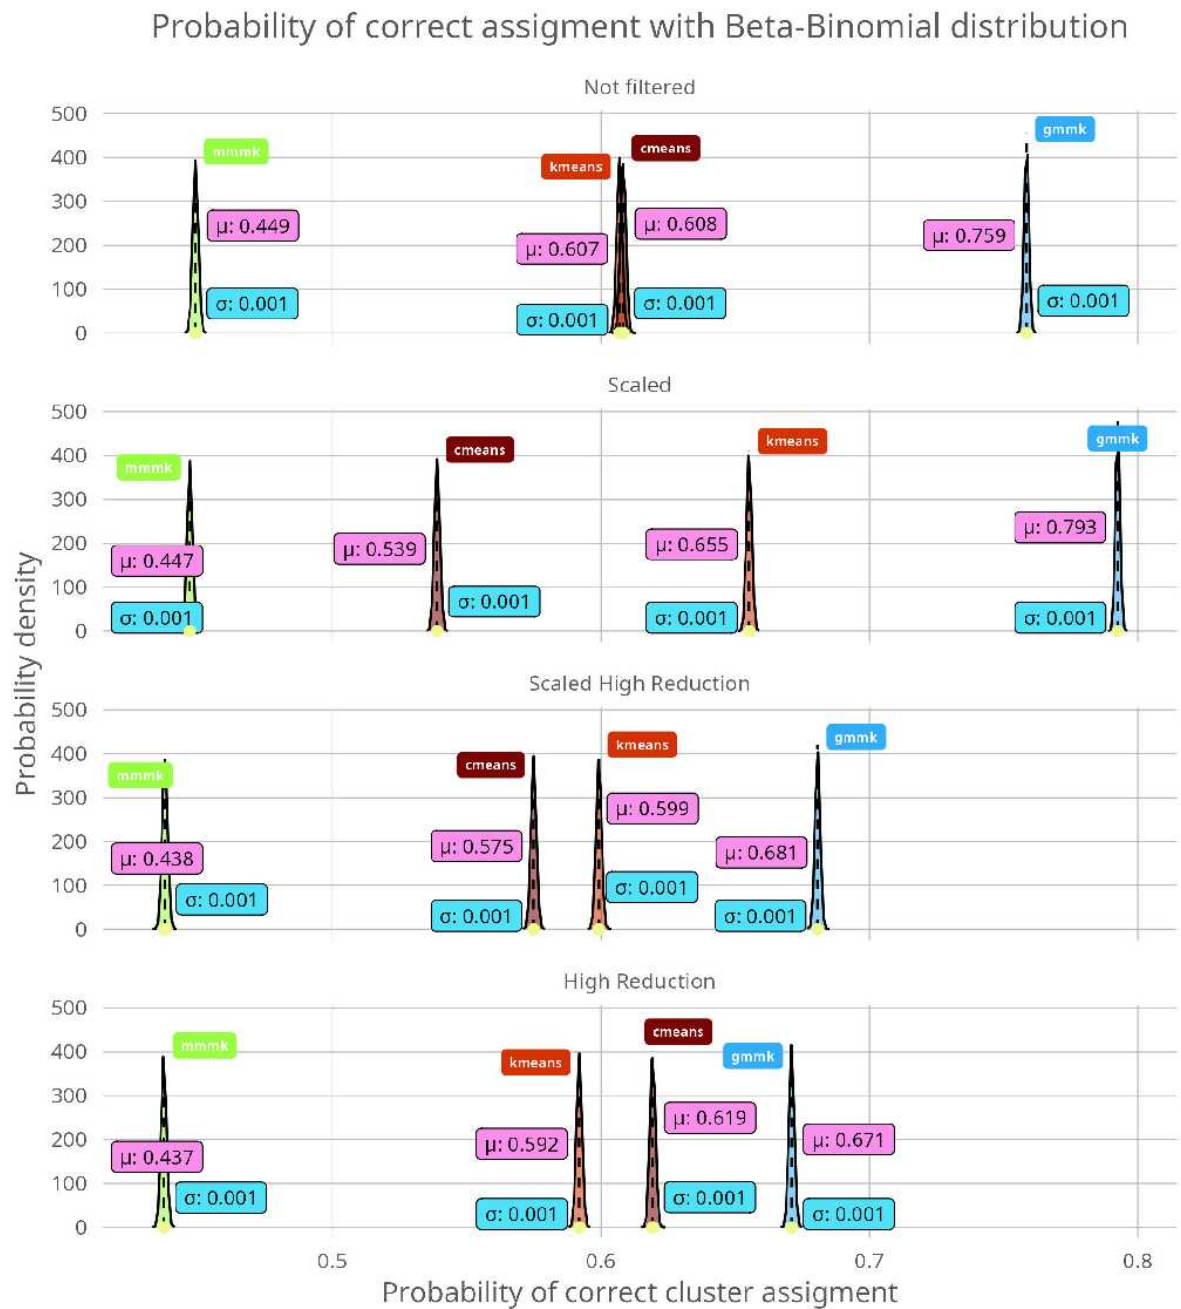 Probability of correct assigment with Beta-Binomial distribution
Not filtered
500
400
300
200
100
0
mmmk
μ: 0.449
σ: 0.001
kmeans
μ: 0.607
σ: 0.001
cmeans
μ: 0.608
σ: 0.001
gmmk
μ: 0.759
σ: 0.001
Scaled
500
400
300
200
100
0
mmmk
μ: 0.447
σ: 0.001
cmeans
μ: 0.539
σ: 0.001
kmeans
μ: 0.655
σ: 0.001
gmmk
μ: 0.793
σ: 0.001
Probability density
Scaled High Reduction
500
400
300
200
100
0
mmmk
μ: 0.438
σ: 0.001
cmeans
μ: 0.575
σ: 0.001
kmeans
μ: 0.599
σ: 0.001
gmmk
μ: 0.681
σ: 0.001
High Reduction
500
400
300
200
100
0
mmmk
μ: 0.437
σ: 0.001
kmeans
μ: 0.592
σ: 0.001
cmeans
μ: 0.619
σ: 0.001
gmmk
μ: 0.671
σ: 0.001
0.5 0.6 0.7 0.8
Probability of correct cluster assigment